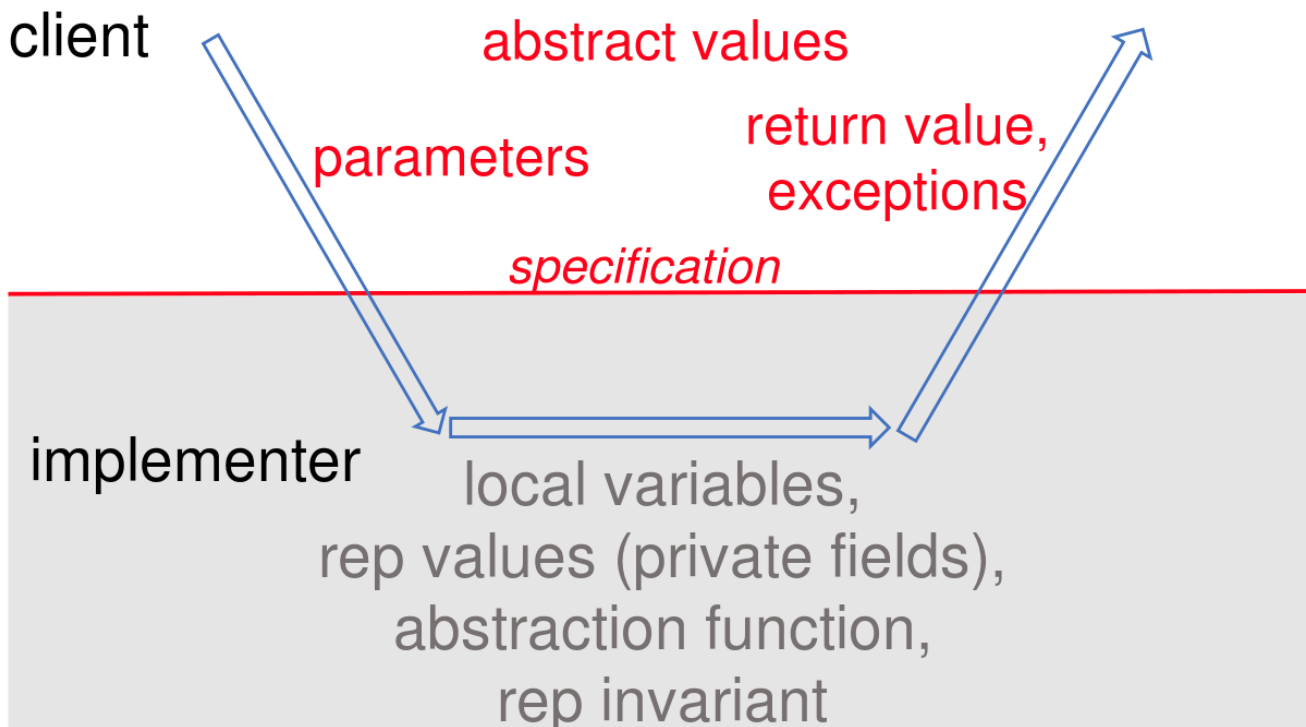 client
abstract values
parameters
return value,
exceptions
specification
implementer
local variables,
rep values (private fields),
abstraction function,
rep invariant